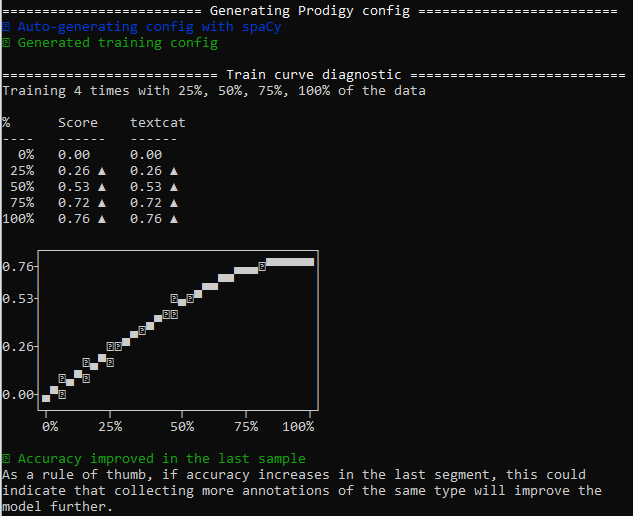 ========================= Generating Prodigy config =========================
Auto-generating config with spaCy
Generated training config
=========================== Train curve diagnostic ===========================
Training 4 times with 25%, 50%, 75%, 100% of the data
% Score textcat
---- ------ ------
0% 0.00 0.00
25% 0.26 ▲ 0.26 ▲
50% 0.53 ▲ 0.53 ▲
75% 0.72 ▲ 0.72 ▲
100% 0.76 ▲ 0.76 ▲
0.76
0.53
0.26
0.00
0% 25% 50% 75% 100%
Accuracy improved in the last sample
As a rule of thumb, if accuracy increases in the last segment, this could
indicate that collecting more annotations of the same type will improve the
model further.